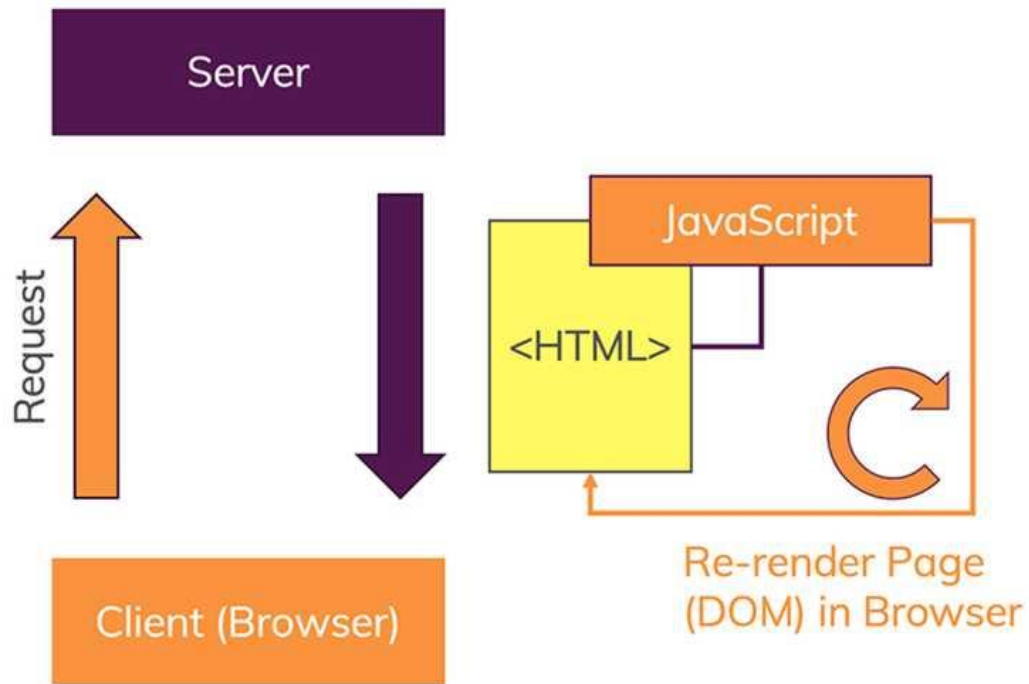 Server
Request
JavaScript
<HTML>
Re-render Page
(DOM) in Browser
Client (Browser)